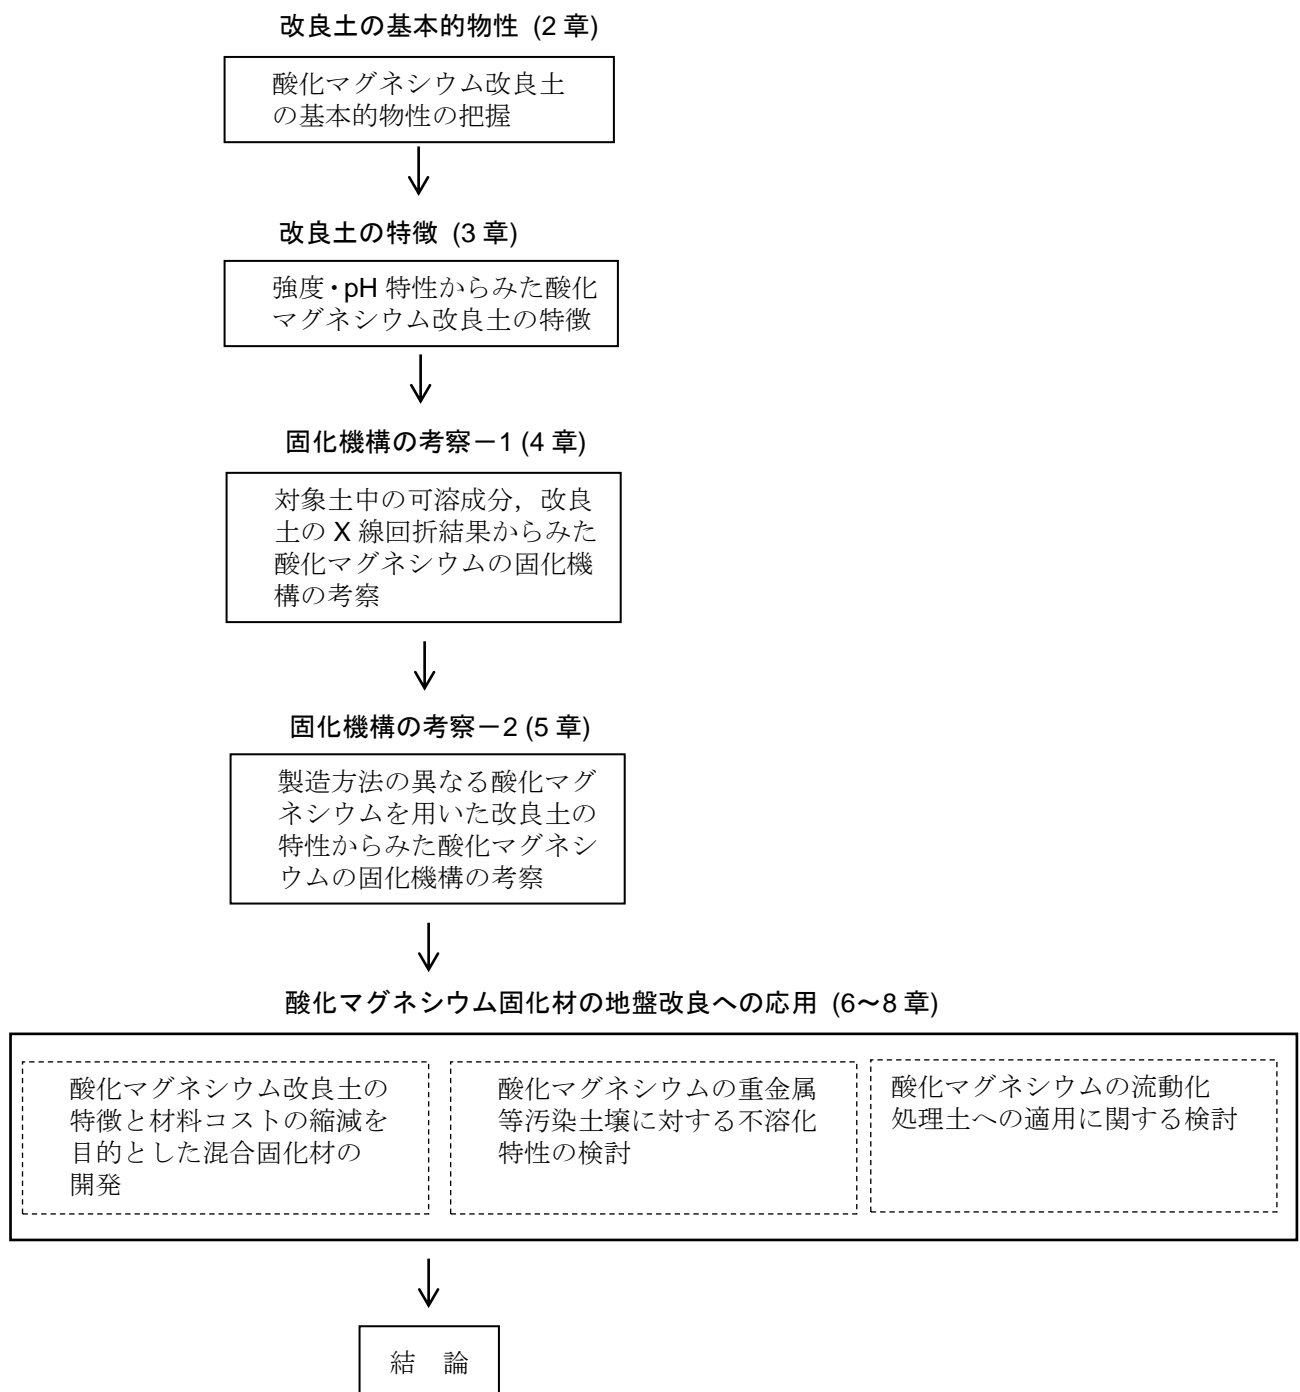 改良土の基本的物性 (2 章)
酸化マグネシウム改良土
の基本的物性の把握
改良土の特徴 (3 章)
強度・pH 特性からみた酸化
マグネシウム改良土の特徴
固化機構の考察－1 (4 章)
対象土中の可溶成分，改良
土の X 線回折結果からみた
酸化マグネシウムの固化機
構の考察
固化機構の考察－2 (5 章)
製造方法の異なる酸化マグ
ネシウムを用いた改良土の
特性からみた酸化マグネシ
ウムの固化機構の考察
酸化マグネシウム固化材の地盤改良への応用 (6～8 章)
酸化マグネシウム改良土の
特徴と材料コストの縮減を
目的とした混合固化材の
開発
酸化マグネシウムの重金属
等汚染土壌に対する不溶化
特性の検討
酸化マグネシウムの流動化
処理土への適用に関する検討
結　論